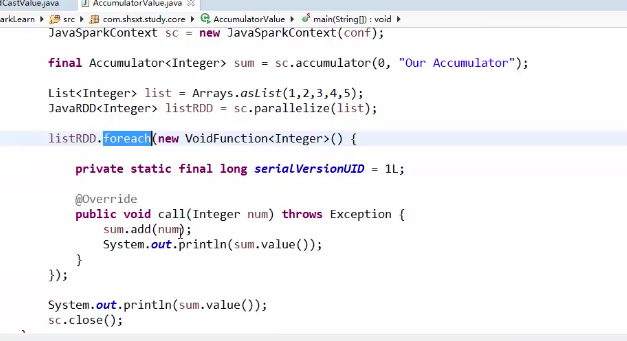 dCastValue.java AccumulatorValue.java
arkLearn src com.shsxt.study.core AccumulatorValue main(String[]) : void
JavaSparkContext sc = new JavaSparkContext(conf);
final Accumulator<Integer> sum = sc.accumulator(0, "Our Accumulator");
List<Integer> list = Arrays.asList(1,2,3,4,5);
JavaRDD<Integer> listRDD = sc.parallelize(list);
listRDD.foreach(new VoidFunction<Integer>() {
private static final long serialVersionUID = 1L;
@Override
public void call(Integer num) throws Exception {
sum.add(num);
System.out.println(sum.value());
}
});
System.out.println(sum.value());
sc.close();